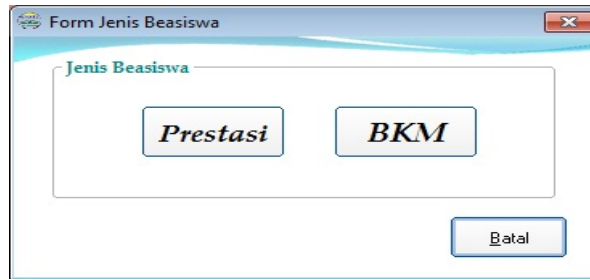 Form Jenis Beasiswa
Jenis Beasiswa
Prestasi BKM
Batal